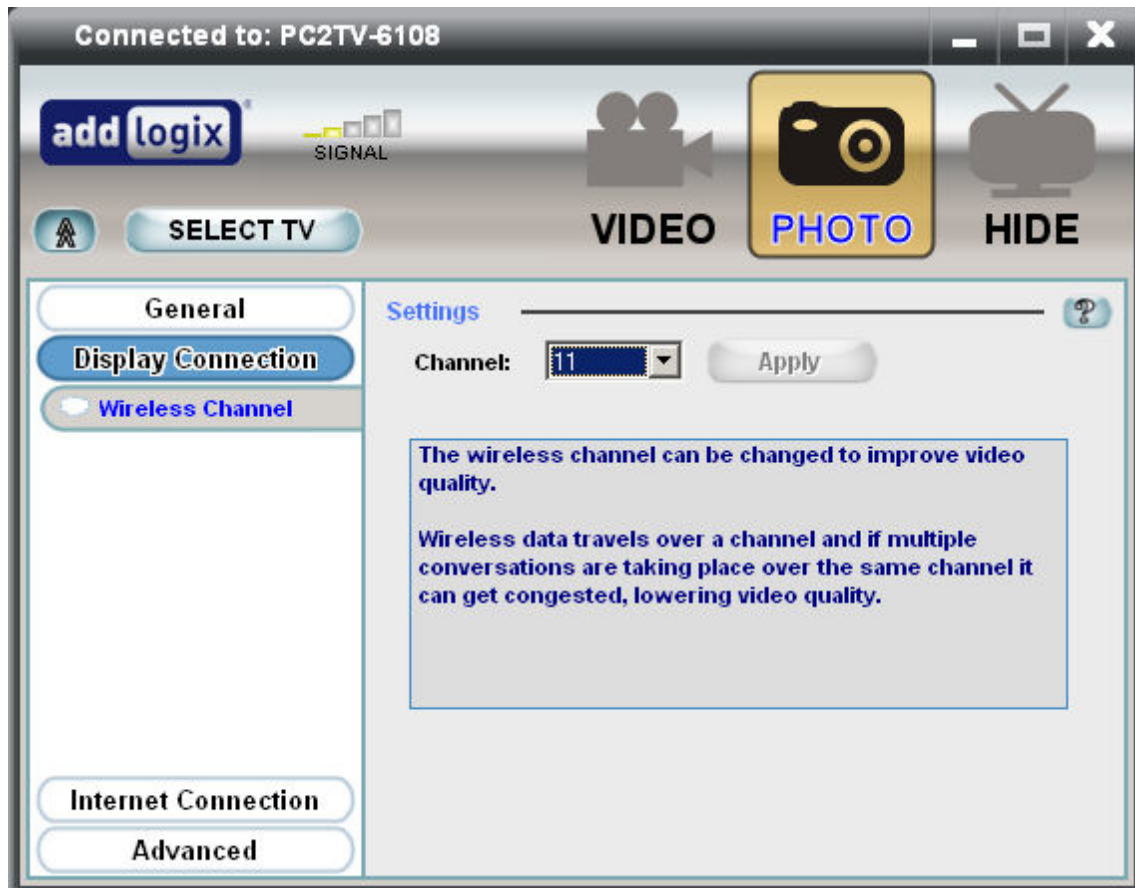 Connected to: PC2TV-6108
add logix
SIGNAL
SELECT TV
VIDEO
PHOTO
HIDE
General
Display Connection
Wireless Channel
Internet Connection
Advanced
Settings
?
Channel: 11 Apply
The wireless channel can be changed to improve video
quality.
Wireless data travels over a channel and if multiple
conversations are taking place over the same channel it
can get congested, lowering video quality.